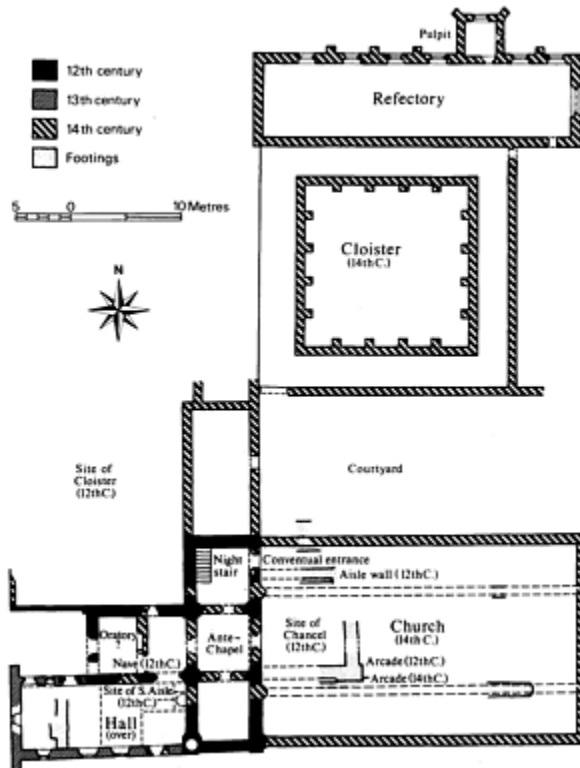 Pulpit
12th century
13th century
14th century
Footings
Refectory
5 0 10 Metres
N
Cloister
(14thC.)
Site of
Cloister
(12thC.)
Courtyard
Night
stair
Conventual entrance
Aisle wall (12thC.)
Oratory
?
Ante-
Chapel
Site of
Chancel
(12thC.)
Church
(14thC.)
Nave (12thC.)
Arcade (12thC.)
Arcade (14thC.)
Site of S. Aisle
(12thC.)
Hall
(over)